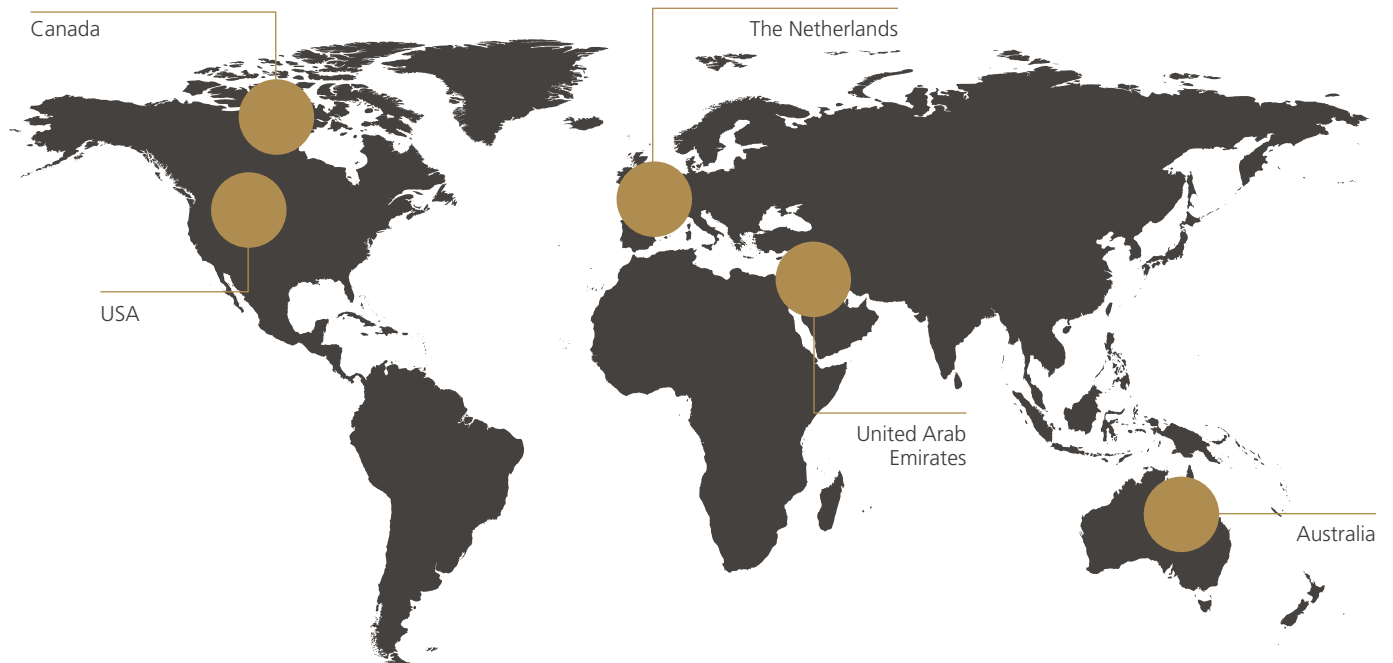 Canada
The Netherlands
USA
United Arab
Emirates
Australia